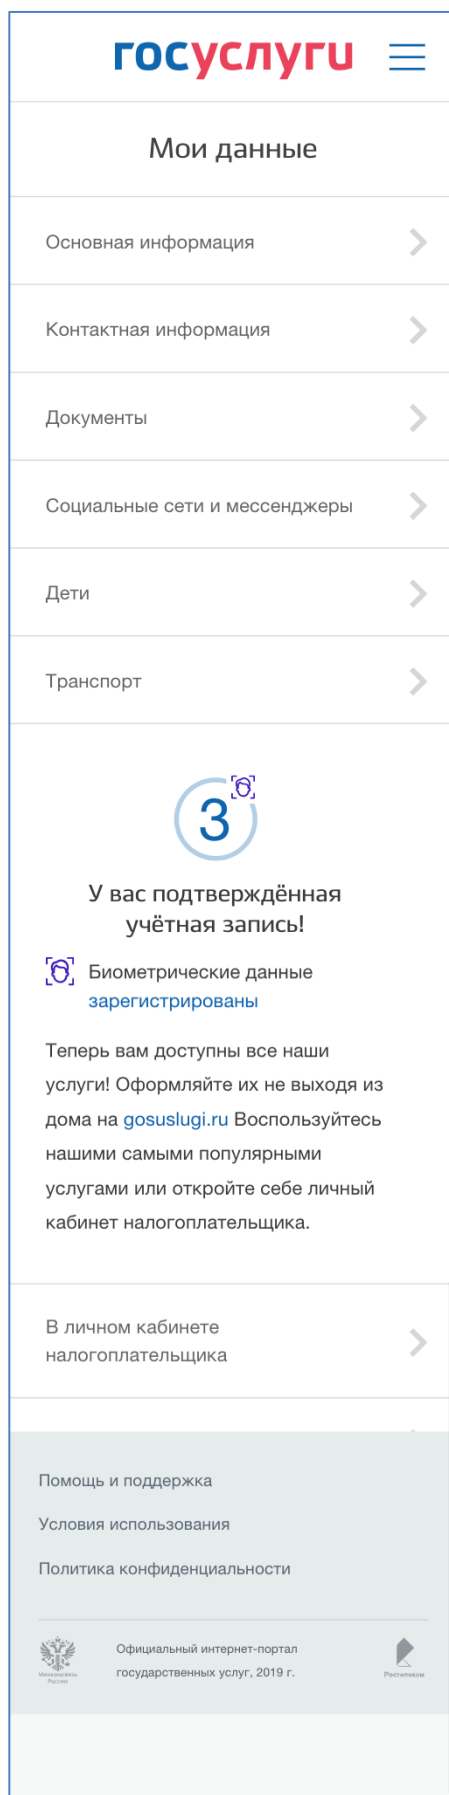 госуслуги
Мои данные
Основная информация
Контактная информация
Документы
Социальные сети и мессенджеры
Дети
Транспорт
3
У вас подтверждённая
учётная запись!
Биометрические данные
зарегистрированы
Теперь вам доступны все наши
услуги! Оформляйте их не выходя из
дома на gosuslugi.ru Воспользуйтесь
нашими самыми популярными
услугами или откройте себе личный
кабинет налогоплательщика.
В личном кабинете
налогоплательщика
Помощь и поддержка
Условия использования
Политика конфиденциальности
Официальный интернет-портал
государственных услуг, 2019 г.
Минкомсвязь
России
Ростелеком